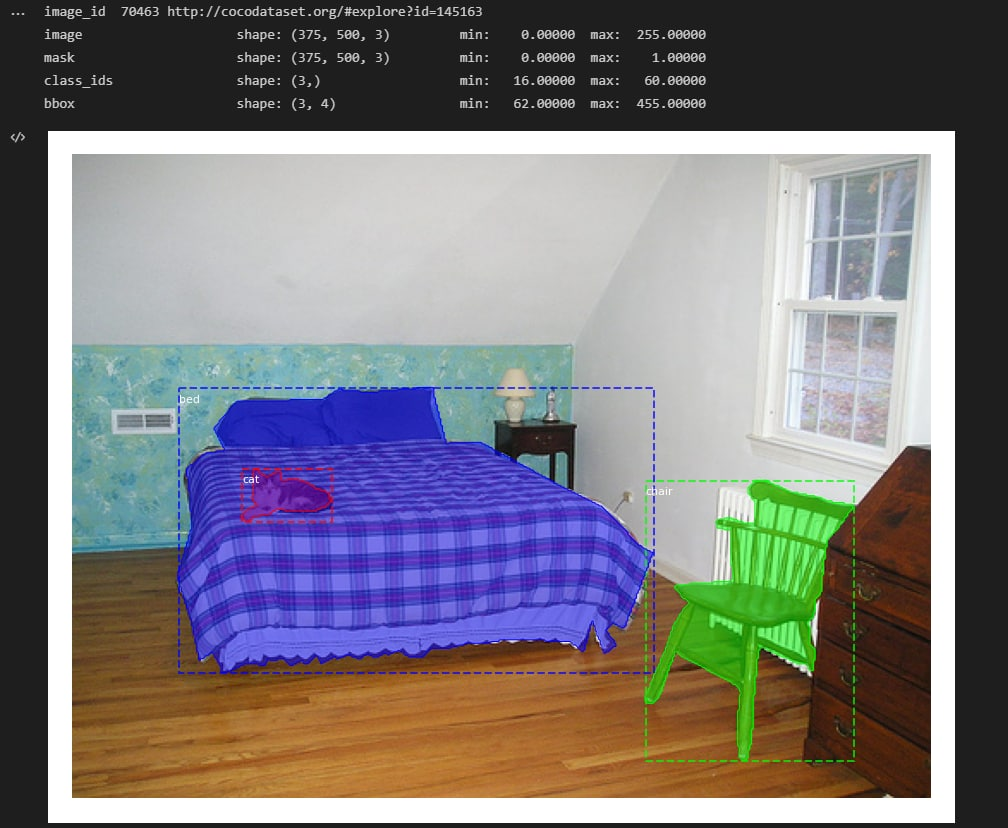 ... image_id  70463 http://cocodataset.org/#explore?id=145163
image                    shape: (375, 500, 3)         min:    0.00000  max:  255.00000
mask                     shape: (375, 500, 3)         min:    0.00000  max:    1.00000
class_ids                shape: (3,)                  min:   16.00000  max:   60.00000
bbox                     shape: (3, 4)                min:   62.00000  max:  455.00000
</>
bed
cat
chair